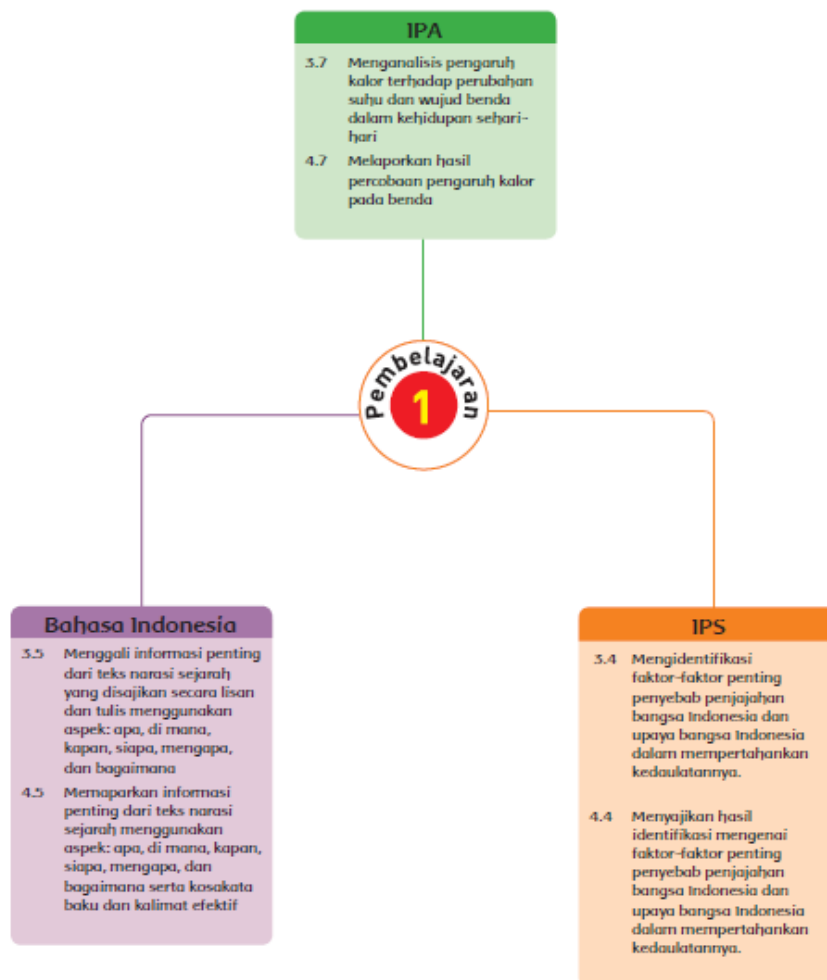 IPA
3.7 Menganalisis pengaruh
kalor terhadap perubahan
suhu dan wujud benda
dalam kehidupan sehari-
hari
4.7 Melaporkan hasil
percobaan pengaruh kalor
pada benda
Pembelajaran
1
Bahasa Indonesia
3.5 Menggali informasi penting
dari teks narasi sejarah
yang disajikan secara lisan
dan tulis menggunakan
aspek: apa, di mana,
kapan, siapa, mengapa,
dan bagaimana
4.5 Memaparkan informasi
penting dari teks narasi
sejarah menggunakan
aspek: apa, di mana, kapan,
siapa, mengapa, dan
bagaimana serta kosakata
baku dan kalimat efektif
IPS
3.4 Mengidentifikasi
faktor-faktor penting
penyebab penjajahan
bangsa Indonesia dan
upaya bangsa Indonesia
dalam mempertahankan
kedaulatannya.
4.4 Menyajikan hasil
identifikasi mengenai
faktor-faktor penting
penyebab penjajahan
bangsa Indonesia dan
upaya bangsa Indonesia
dalam mempertahankan
kedaulatannya.